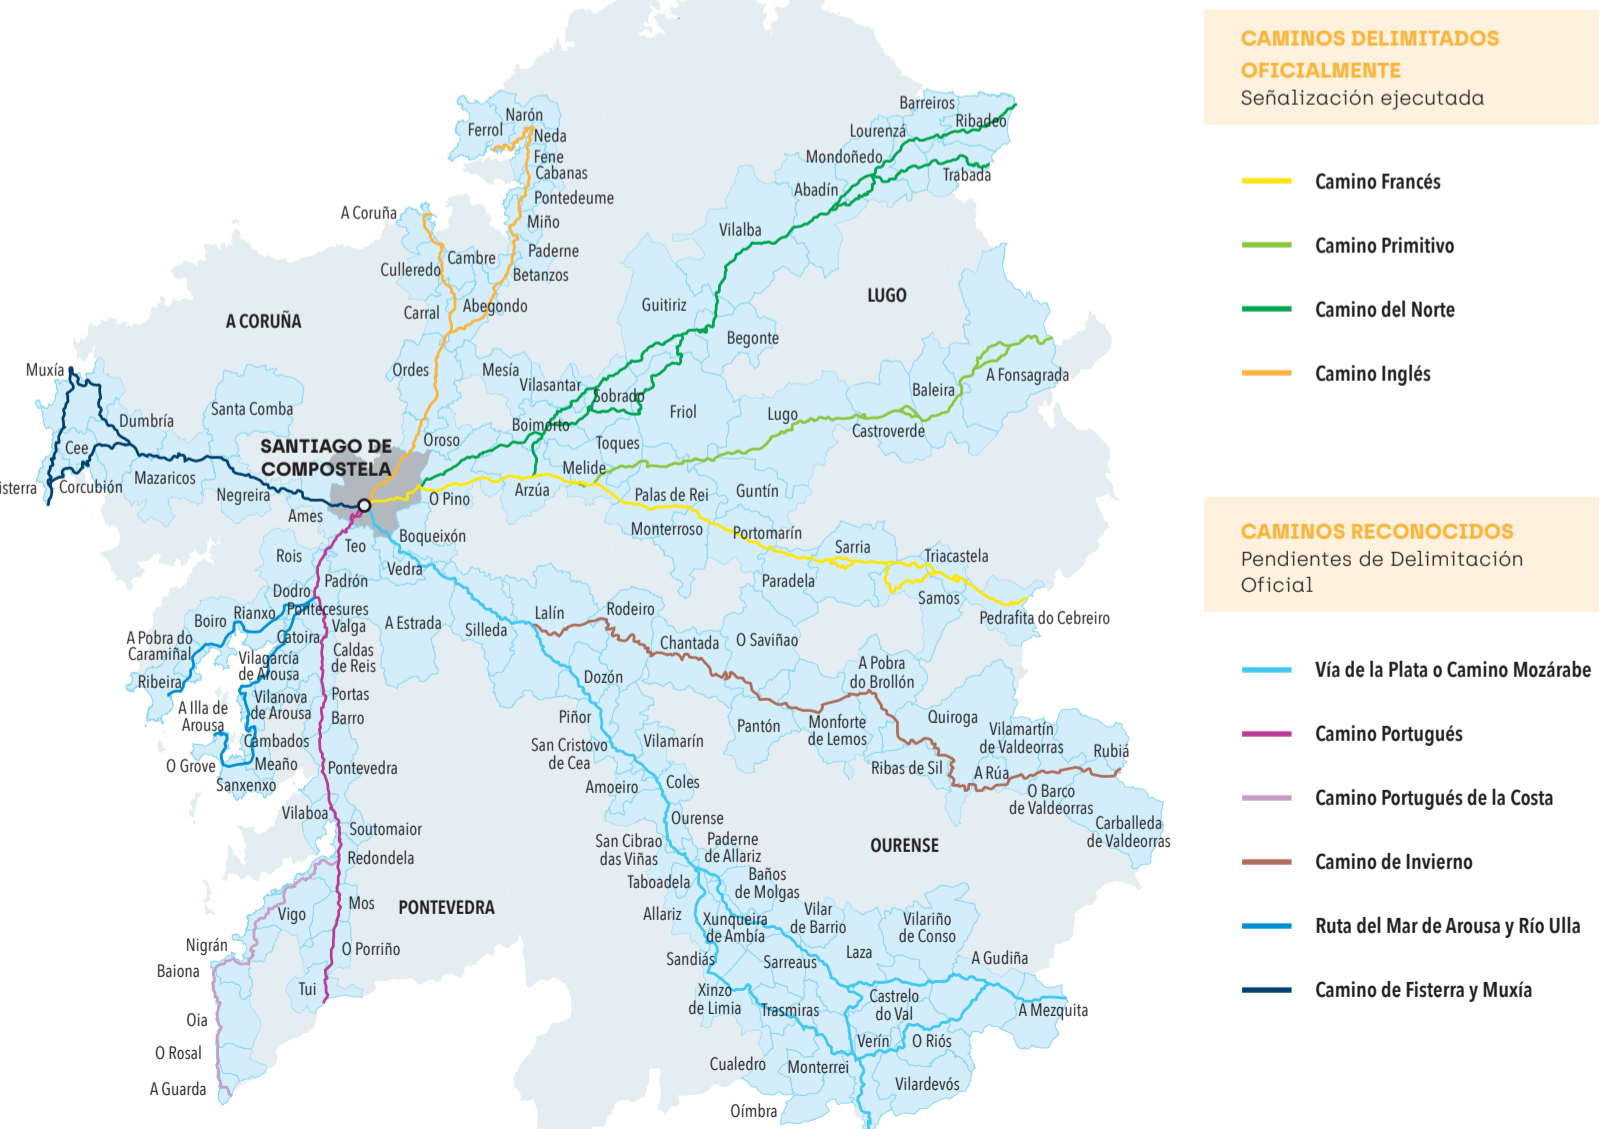 CAMINOS DELIMITADOS
OFICIALMENTE
Señalización ejecutada
Camino Francés
Camino Primitivo
Camino del Norte
Camino Inglés
CAMINOS RECONOCIDOS
Pendientes de Delimitación
Oficial
Vía de la Plata o Camino Mozárabe
Camino Portugués
Camino Portugués de la Costa
Camino de Invierno
Ruta del Mar de Arousa y Río Ulla
Camino de Fisterra y Muxía
Barreiros
Narón
Ribadeo
Ferrol
Neda
Lourenzá
Fene
Mondoñedo
Cabanas
Trabada
Abadín
Pontedeume
A Coruña
Miño
Vilalba
Paderne
Cambre
Culleredo
Betanzos
LUGO
Guitiriz
Abegondo
Carral
A CORUÑA
Begonte
Muxía
Ordes
Mesía
A Fonsagrada
Vilasantar
Baleira
Sobrado
Santa Comba
Friol
Lugo
Dumbría
Boimorto
Castroverde
Oroso
Toques
SANTIAGO DE
COMPOSTELA
Cee
Melide
Mazaricos
isterra
Corcubión
Negreira
O Pino
Arzúa
Palas de Rei
Guntín
Ames
Monterroso
Portomarín
Boqueixón
Teo
Sarria
Triacastela
Rois
Vedra
Padrón
Paradela
Dodro
Samos
Pontecesures
Rianxo
Boiro
Valga
A Estrada
Lalín
Rodeiro
Pedrafita do Cebreiro
Silleda
Catoira
A Pobra do
Caramiñal
Caldas
de Reis
Chantada
O Saviñao
Vilagarcía
de Arousa
A Pobra
do Brollón
Ribeira
Dozón
Portas
Vilanova
de Arousa
A Illa de
Arousa
Barro
Piñor
Pantón
Monforte
de Lemos
Quiroga
Vilamartín
de Valdeorras
Cambados
Vilamarín
San Cristovo
de Cea
Rubiá
O Grove
Meaño
Pontevedra
Ribas de Sil
A Rúa
Sanxenxo
Amoeiro
Coles
O Barco
de Valdeorras
Vilaboa
Ourense
Soutomaior
Carballeda
de Valdeorras
San Cibrao
das Viñas
Paderne
de Allariz
OURENSE
Redondela
Taboadela
Baños
de Molgas
Mos
PONTEVEDRA
Vigo
Allariz
Xunqueira
de Ambía
Vilar
de Barrio
Vilariño
de Conso
Nigrán
O Porriño
Laza
Sandiás
Sarreaus
A Gudiña
Baiona
Tui
Xinzo
de Limia
Castrelo
do Val
Trasmiras
A Mezquita
Oia
Verín
O Riós
O Rosal
Cualedro
Monterrei
Vilardevós
A Guarda
Oímbra